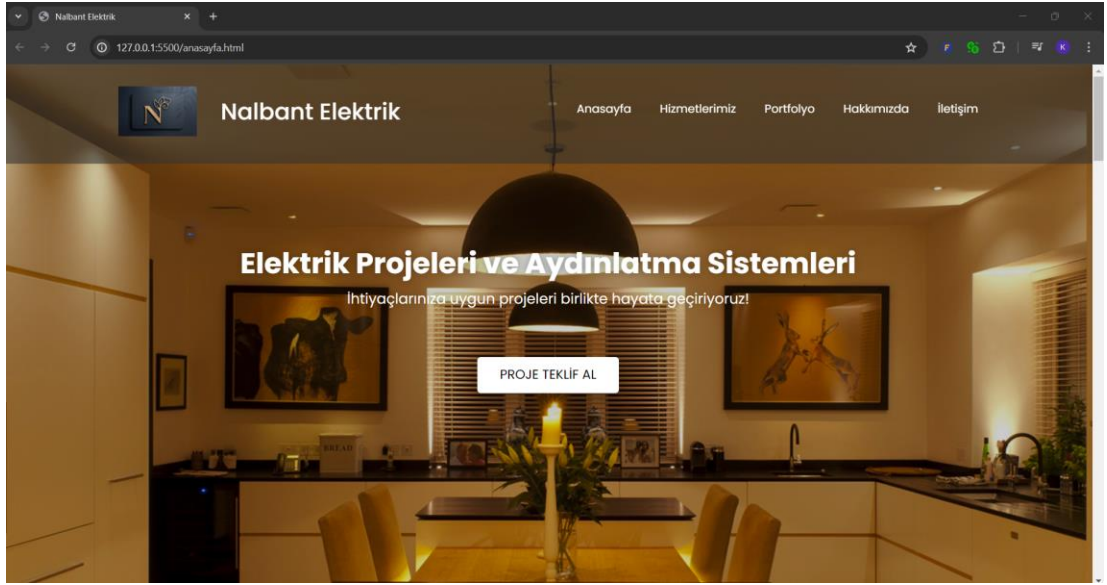 Nalbant Elektrik
127.0.0.1:5500/anasayfa.html
K
N
Nalbant Elektrik
Anasayfa Hizmetlerimiz Portfolyo Hakkımızda İletişim
Elektrik Projeleri ve Aydınlatma Sistemleri
İhtiyaçlarınıza uygun projeleri birlikte hayata geçiriyoruz!
PROJE TEKLİF AL
BREAD